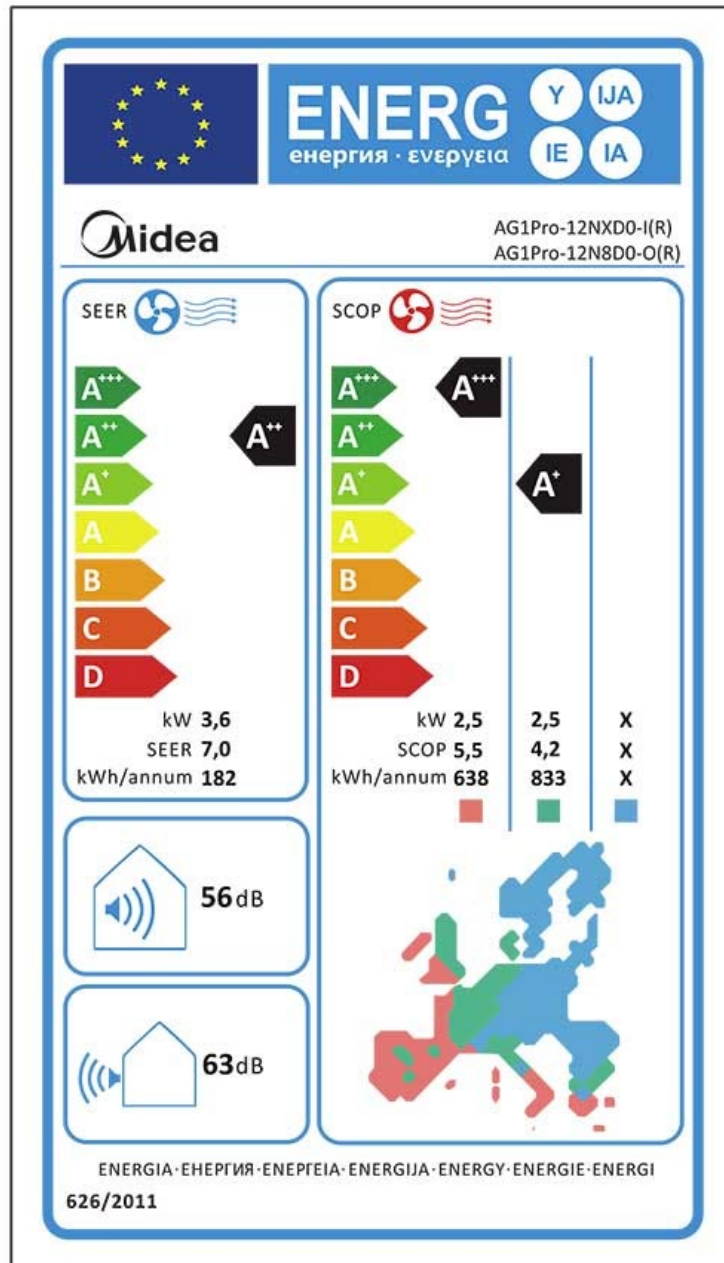 ENERG
енергия · ενεργεια
Y
IJA
IE
IA
Midea
AG1Pro-12NXD0-I(R)
AG1Pro-12N8D0-O(R)
SEER
A+++
A++
A+
A
B
C
D
A++
kW 3,6
SEER 7,0
kWh/annum 182
SCOP
A+++
A++
A+
A
B
C
D
A+++
A+
kW 2,5 2,5 X
SCOP 5,5 4,2 X
kWh/annum 638 833 X
56dB
63dB
ENERGIA·ЕНЕРГИЯ·ΕΝΕΡΓΕΙΑ·ENERGIJA·ENERGY·ENERGIE·ENERGI
626/2011